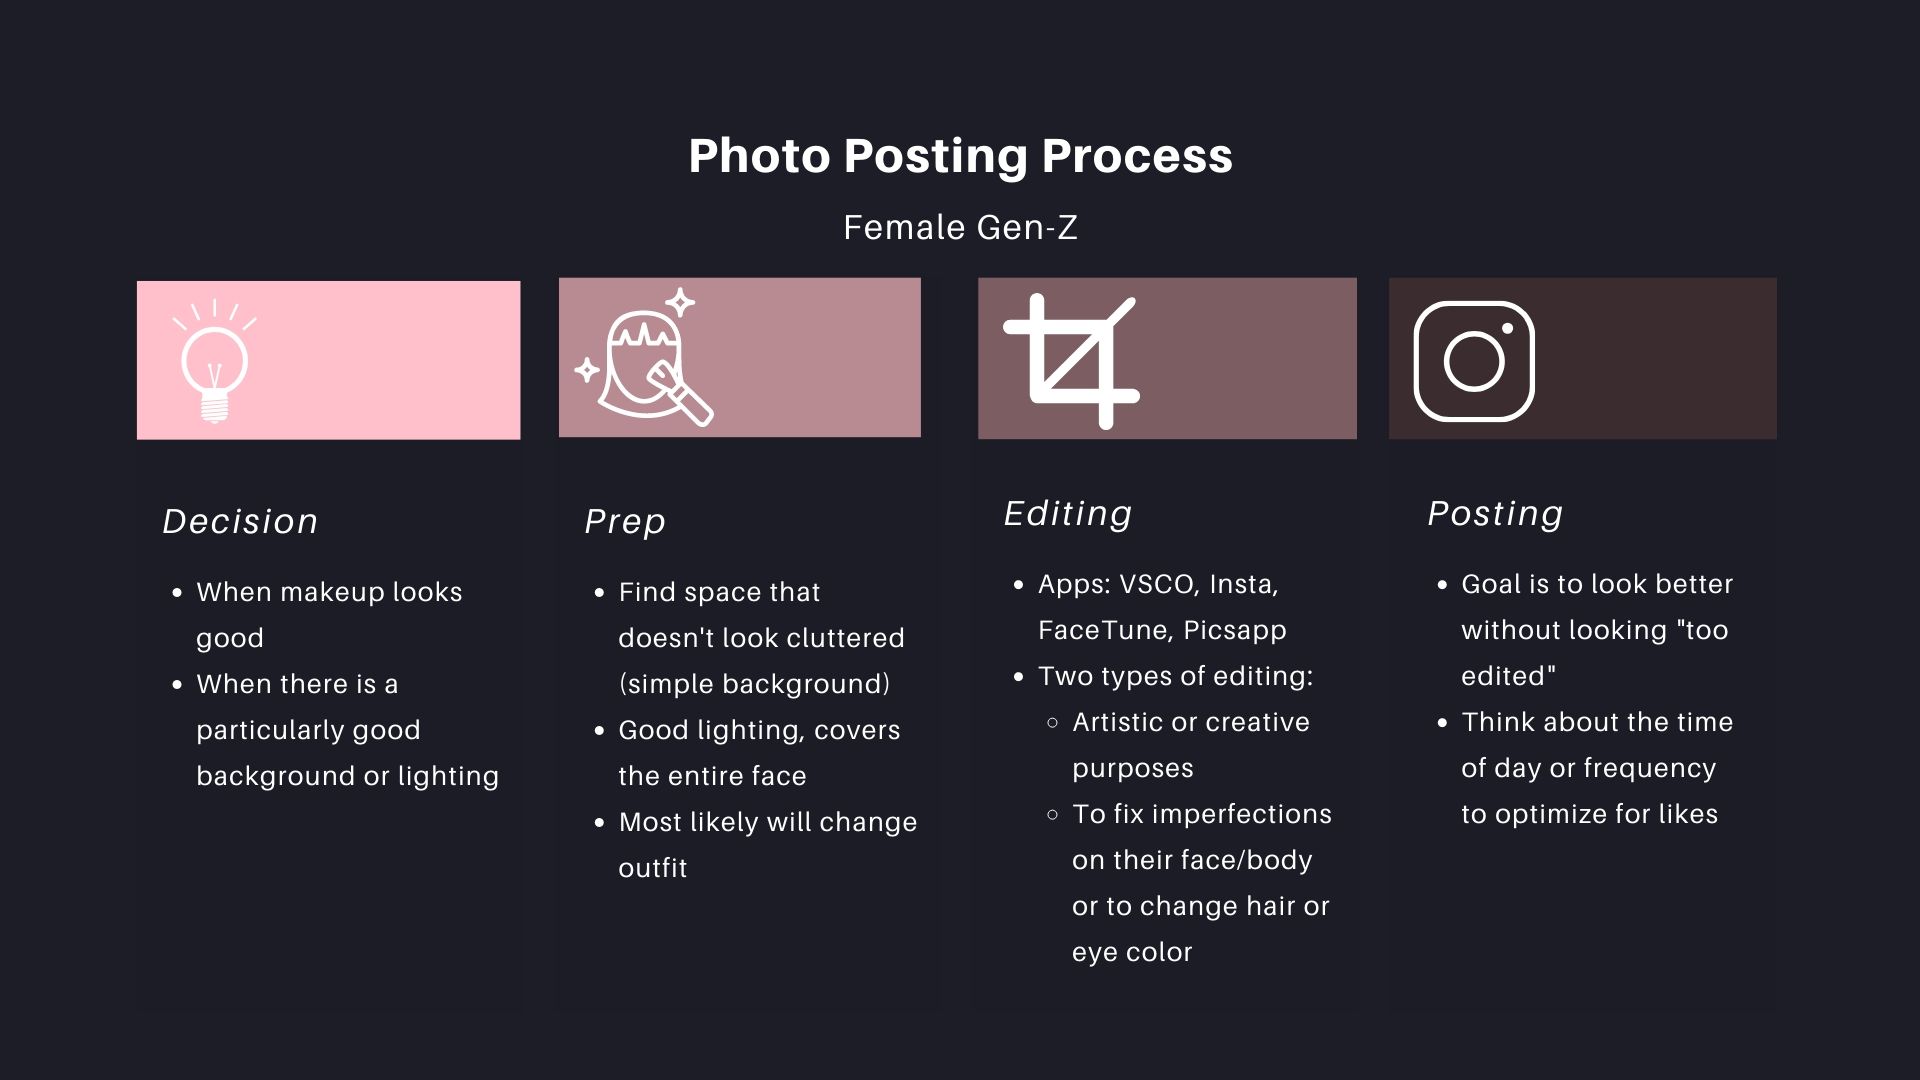 Photo Posting Process
Female Gen-Z
Decision
• When makeup looks
good
• When there is a
particularly good
background or lighting
Prep
• Find space that
doesn't look cluttered
(simple background)
• Good lighting, covers
the entire face
• Most likely will change
outfit
Editing
• Apps: VSCO, Insta,
FaceTune, Picsapp
• Two types of editing:
◦ Artistic or creative
purposes
◦ To fix imperfections
on their face/body
or to change hair or
eye color
Posting
• Goal is to look better
without looking "too
edited"
• Think about the time
of day or frequency
to optimize for likes